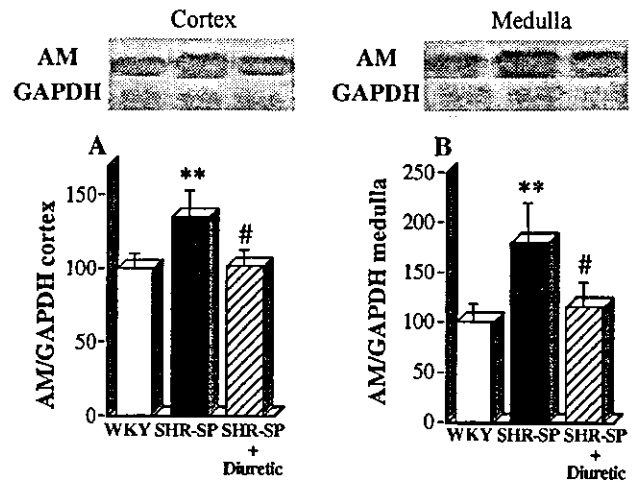 Cortex
AM
GAPDH
Medulla
AM
GAPDH
A
AM/GAPDH cortex
150
100
50
0
**
#
WKY SHR-SP SHR-SP
+
Diuretic
B
AM/GAPDH medulla
250
200
150
100
50
0
**
#
WKY SHR-SP SHR-SP
+
Diuretic